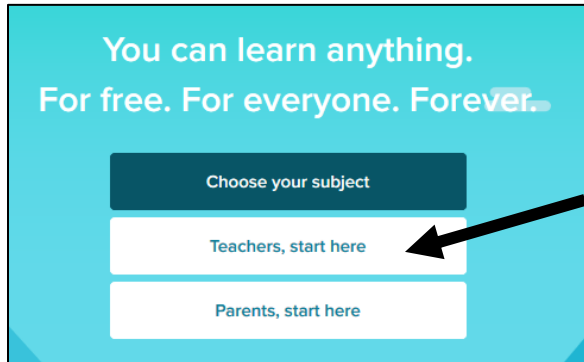 You can learn anything.
For free. For everyone. Forever.
Choose your subject
Teachers, start here
Parents, start here